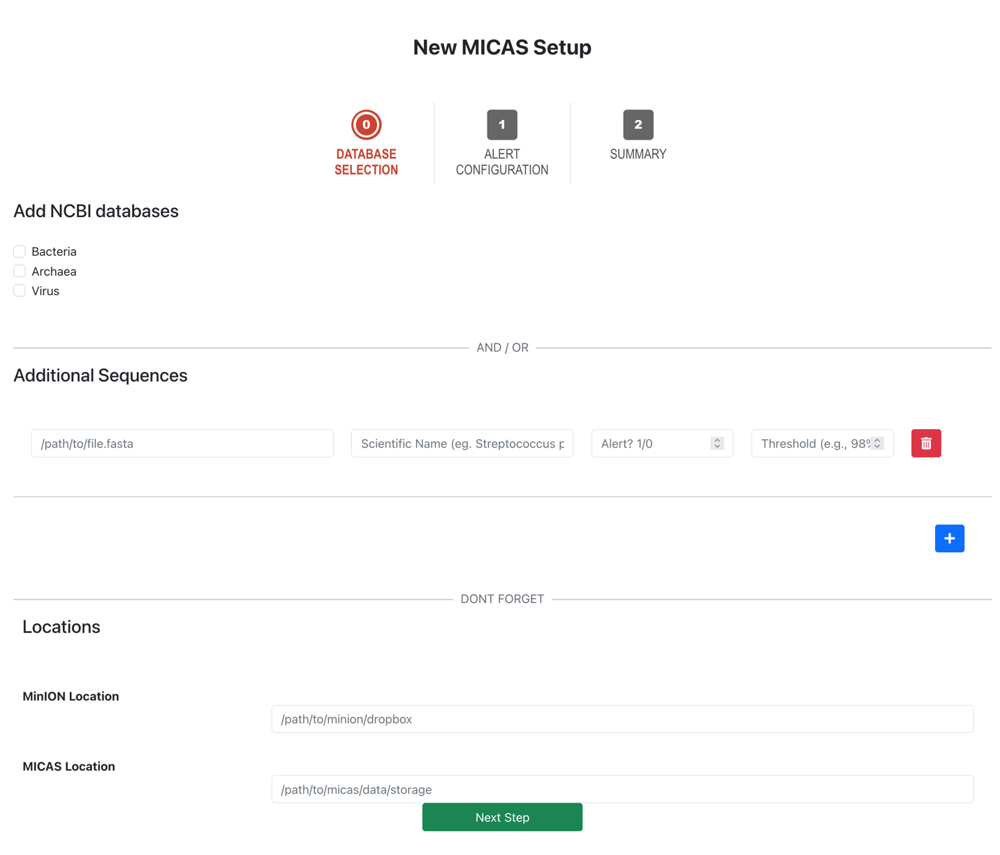 New MICAS Setup
0
DATABASE
SELECTION
1
ALERT
CONFIGURATION
2
SUMMARY
Add NCBI databases
Bacteria
Archaea
Virus
AND / OR
Additional Sequences
/path/to/file.fasta
Scientific Name (eg. Streptococcus p
Alert? 1/0
Threshold (e.g., 98%
DONT FORGET
Locations
MinION Location
/path/to/minion/dropbox
MICAS Location
/path/to/micas/data/storage
Next Step